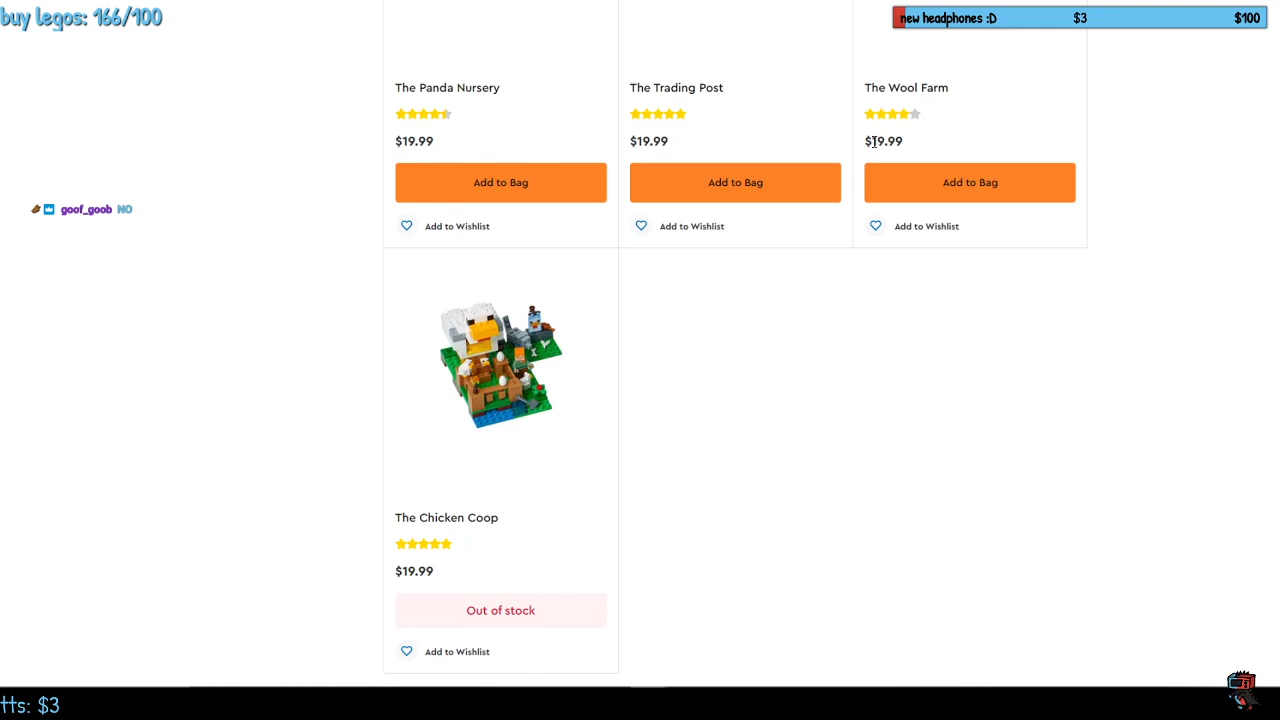 buy legos: 166/100
new headphones :D $3 $100
The Panda Nursery
The Trading Post
The Wool Farm
$19.99
$19.99
$19.99
Add to Bag
Add to Bag
Add to Bag
goof_goob NO
Add to Wishlist
Add to Wishlist
Add to Wishlist
The Chicken Coop
$19.99
Out of stock
Add to Wishlist
tts: $3